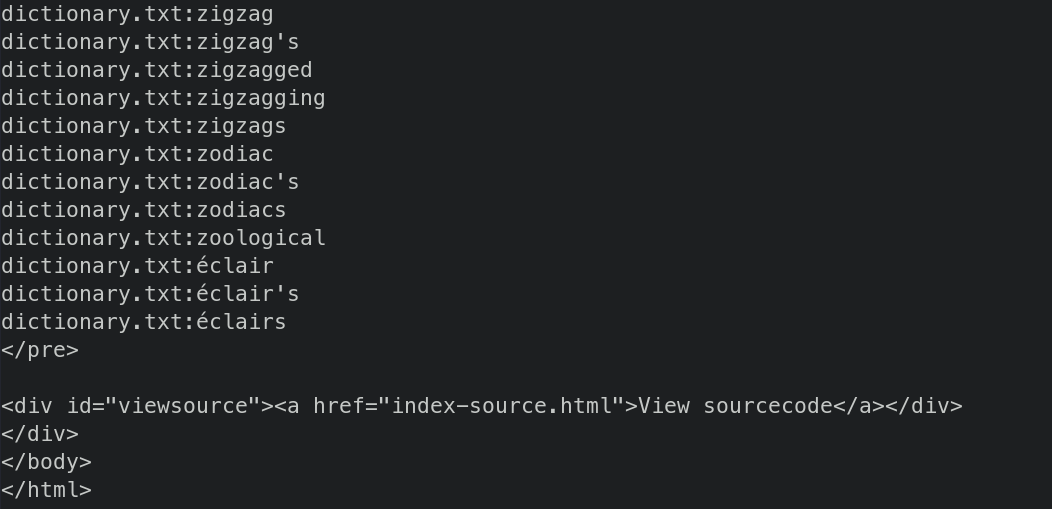 dictionary.txt:zigzag
dictionary.txt:zigzag's
dictionary.txt:zigzagged
dictionary.txt:zigzagging
dictionary.txt:zigzags
dictionary.txt:zodiac
dictionary.txt:zodiac's
dictionary.txt:zodiacs
dictionary.txt:zoological
dictionary.txt:éclair
dictionary.txt:éclair's
dictionary.txt:éclairs
</pre>

<div id="viewsource"><a href="index-source.html">View sourcecode</a></div>
</div>
</body>
</html>